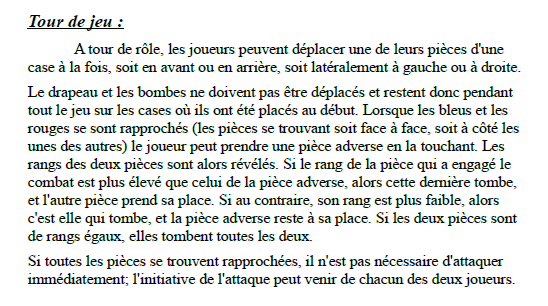 Tour de jeu :
A tour de rôle, les joueurs peuvent déplacer une de leurs pièces d'une
case à la fois, soit en avant ou en arrière, soit latéralement à gauche ou à droite.
Le drapeau et les bombes ne doivent pas être déplacés et restent donc pendant
tout le jeu sur les cases où ils ont été placés au début. Lorsque les bleus et les
rouges se sont rapprochés (les pièces se trouvant soit face à face, soit à côté les
unes des autres) le joueur peut prendre une pièce adverse en la touchant. Les
rangs des deux pièces sont alors révélés. Si le rang de la pièce qui a engagé le
combat est plus élevé que celui de la pièce adverse, alors cette dernière tombe,
et l'autre pièce prend sa place. Si au contraire, son rang est plus faible, alors
c'est elle qui tombe, et la pièce adverse reste à sa place. Si les deux pièces sont
de rangs égaux, elles tombent toutes les deux.
Si toutes les pièces se trouvent rapprochées, il n'est pas nécessaire d'attaquer
immédiatement; l'initiative de l'attaque peut venir de chacun des deux joueurs.